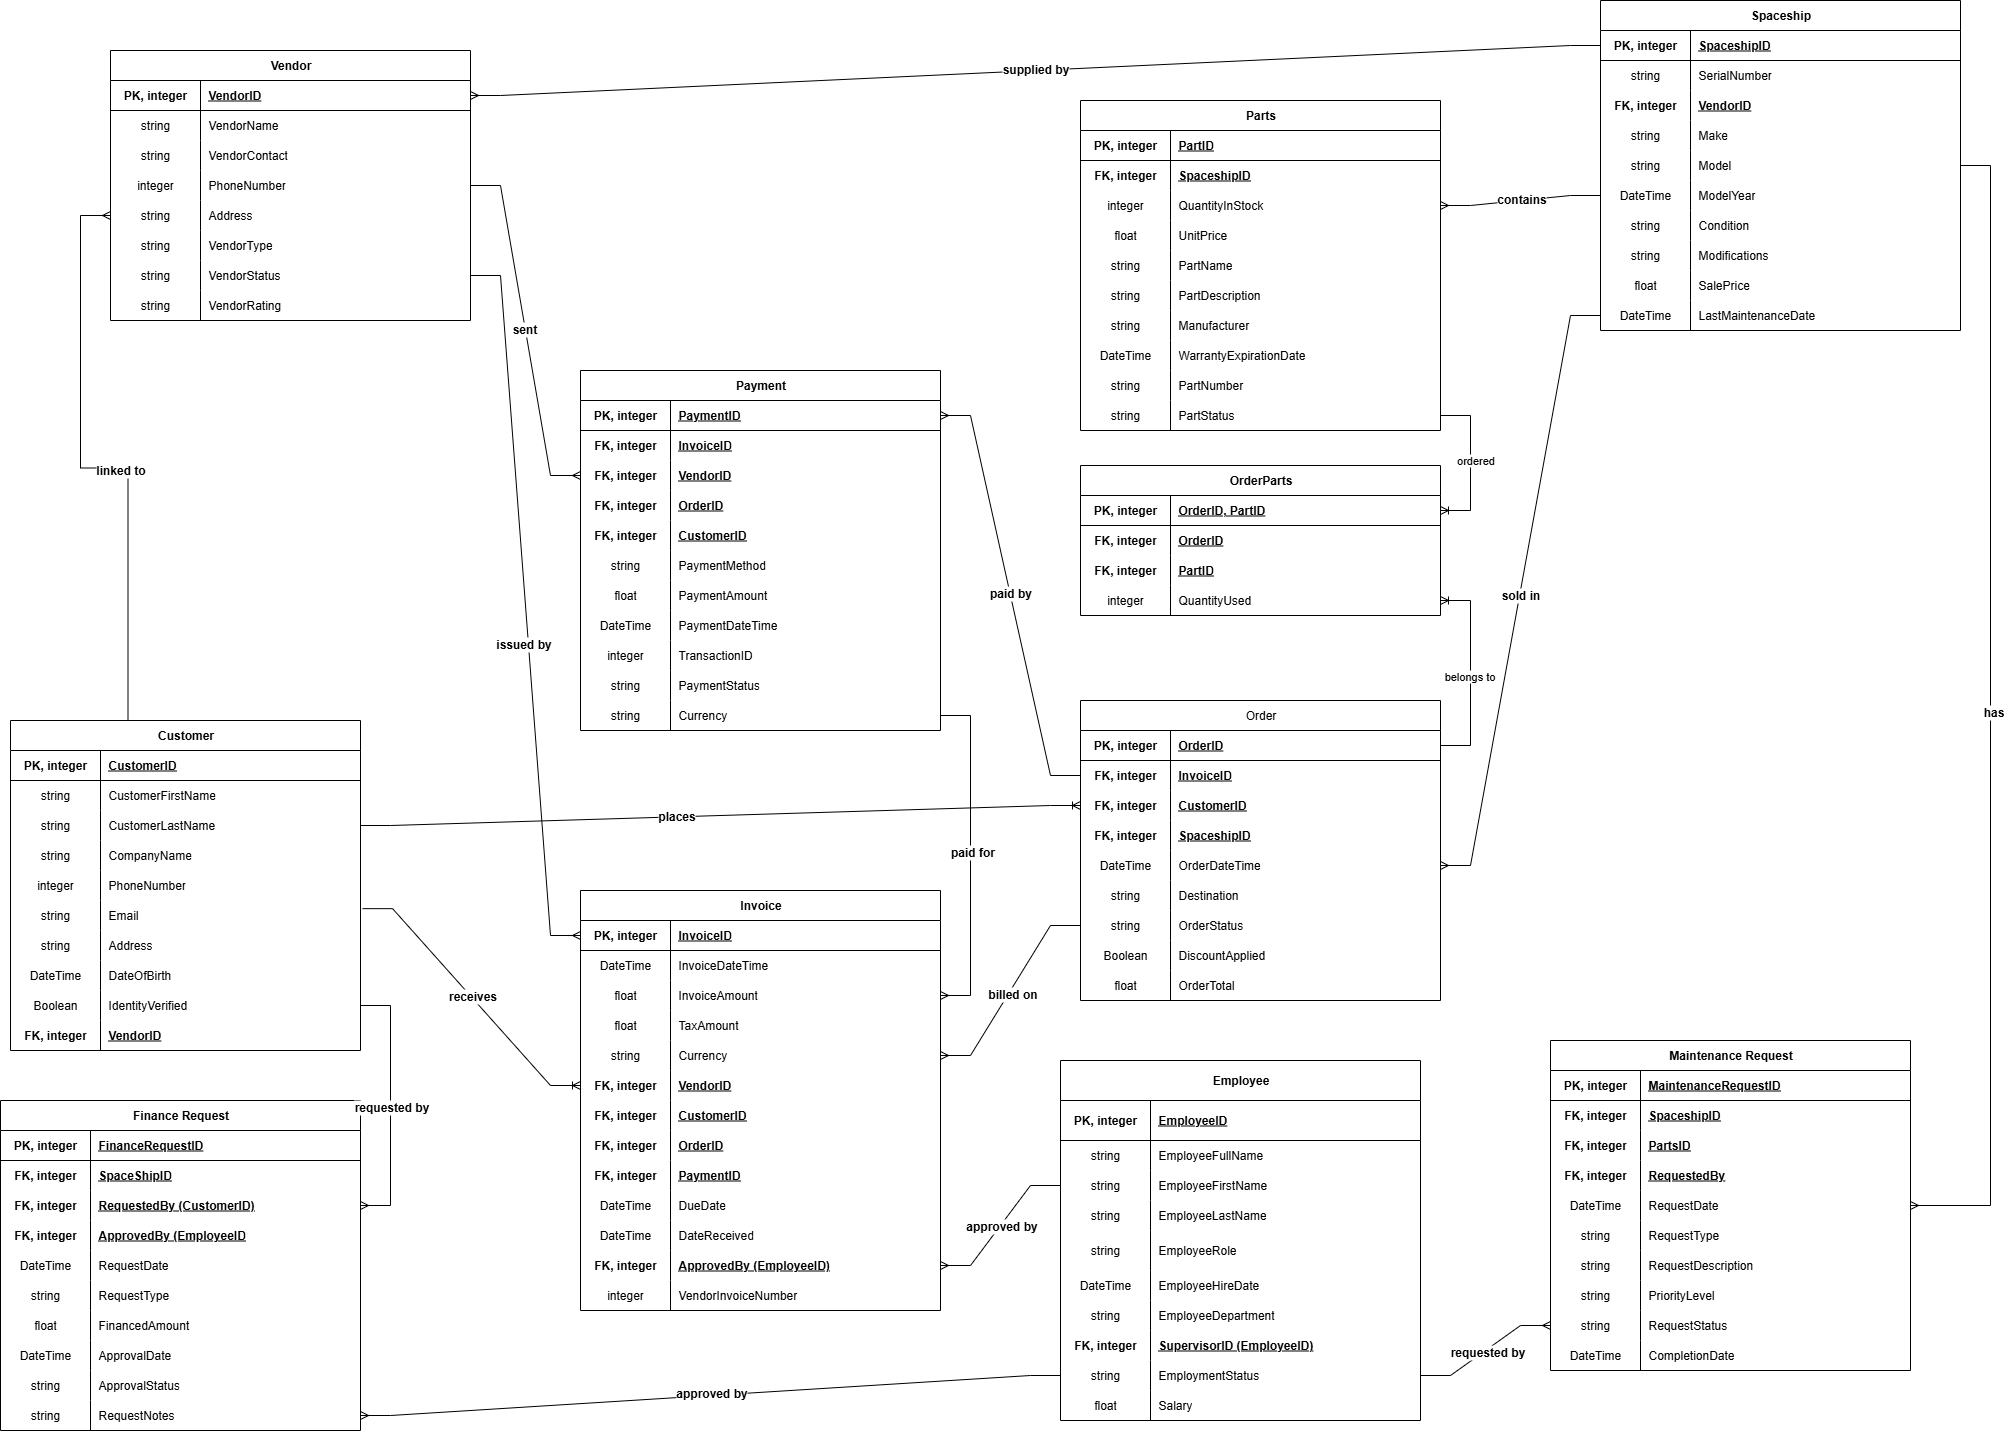 Vendor
PK, integer VendorID
string VendorName
string VendorContact
integer PhoneNumber
string Address
string VendorType
string VendorStatus
string VendorRating
supplied by
Spaceship
PK, integer SpaceshipID
string SerialNumber
FK, integer VendorID
string Make
string Model
DateTime ModelYear
string Condition
string Modifications
float SalePrice
DateTime LastMaintenanceDate
Parts
PK, integer PartID
FK, integer SpaceshipID
integer QuantityInStock
float UnitPrice
string PartName
string PartDescription
string Manufacturer
DateTime WarrantyExpirationDate
string PartNumber
string PartStatus
contains
sent
linked to
issued by
Payment
PK, integer PaymentID
FK, integer InvoiceID
FK, integer VendorID
FK, integer OrderID
FK, integer CustomerID
string PaymentMethod
float PaymentAmount
DateTime PaymentDateTime
integer TransactionID
string PaymentStatus
string Currency
paid by
ordered
OrderParts
PK, integer OrderID, PartID
FK, integer OrderID
FK, integer PartID
integer QuantityUsed
sold in
belongs to
has
Customer
PK, integer CustomerID
string CustomerFirstName
string CustomerLastName
string CompanyName
integer PhoneNumber
string Email
string Address
DateTime DateOfBirth
Boolean IdentityVerified
FK, integer VendorID
places
paid for
receives
billed on
Order
PK, integer OrderID
FK, integer InvoiceID
FK, integer CustomerID
FK, integer SpaceshipID
DateTime OrderDateTime
string Destination
string OrderStatus
Boolean DiscountApplied
float OrderTotal
Invoice
PK, integer InvoiceID
DateTime InvoiceDateTime
float InvoiceAmount
float TaxAmount
string Currency
FK, integer VendorID
FK, integer CustomerID
FK, integer OrderID
FK, integer PaymentID
DateTime DueDate
DateTime DateReceived
FK, integer ApprovedBy (EmployeeID)
integer VendorInvoiceNumber
requested by
Finance Request
PK, integer FinanceRequestID
FK, integer SpaceShipID
FK, integer RequestedBy (CustomerID)
FK, integer ApprovedBy (EmployeeID
DateTime RequestDate
string RequestType
float FinancedAmount
DateTime ApprovalDate
string ApprovalStatus
string RequestNotes
approved by
approved by
Employee
PK, integer EmployeeID
string EmployeeFullName
string EmployeeFirstName
string EmployeeLastName
string EmployeeRole
DateTime EmployeeHireDate
string EmployeeDepartment
FK, integer SupervisorID (EmployeeID)
string EmploymentStatus
float Salary
requested by
Maintenance Request
PK, integer MaintenanceRequestID
FK, integer SpaceshipID
FK, integer PartsID
FK, integer RequestedBy
DateTime RequestDate
string RequestType
string RequestDescription
string PriorityLevel
string RequestStatus
DateTime CompletionDate